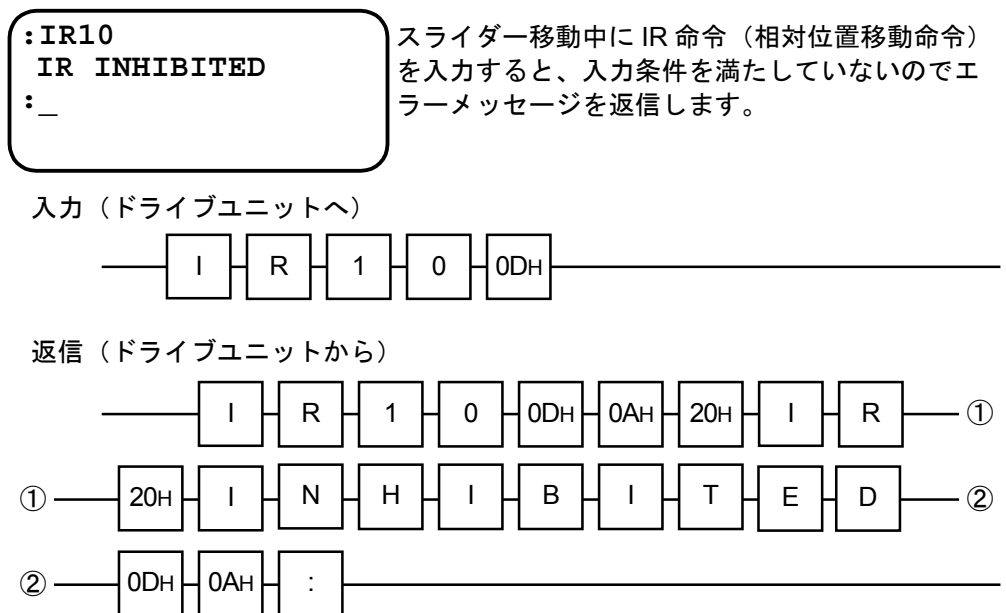 :IR10
IR INHIBITED
:_
スライダー移動中に IR 命令（相対位置移動命令）
を入力すると、入力条件を満たしていないのでエ
ラーメッセージを返信します。
入力（ドライブユニットへ）
I R 1 0 0DH
返信（ドライブユニットから）
I R 1 0 0DH 0AH 20H I R ①
① 20H I N H I B I T E D ②
② 0DH 0AH :